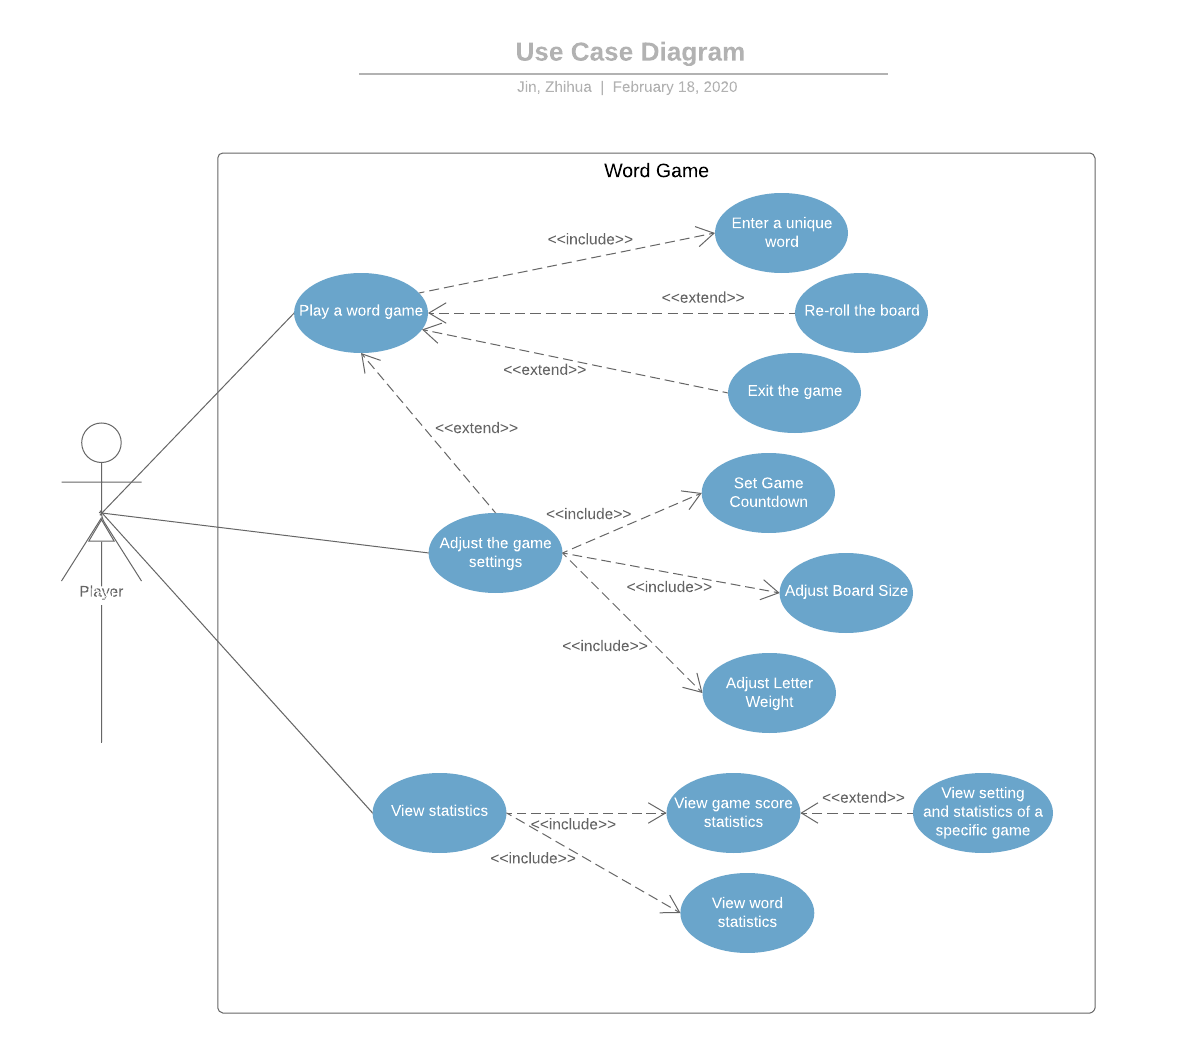 Use Case Diagram
Jin, Zhihua | February 18, 2020
Word Game
Enter a unique
word
<<include>>
Re-roll the board
<<extend>>
Play a word game
<<extend>>
Exit the game
<<extend>>
Set Game
Countdown
<<include>>
Adjust the game
settings
<<include>>
Adjust Board Size
Player
<<include>>
Adjust Letter
Weight
View statistics
<<include>>
View game score
statistics
<<extend>>
View setting
and statistics of a
specific game
<<include>>
View word
statistics